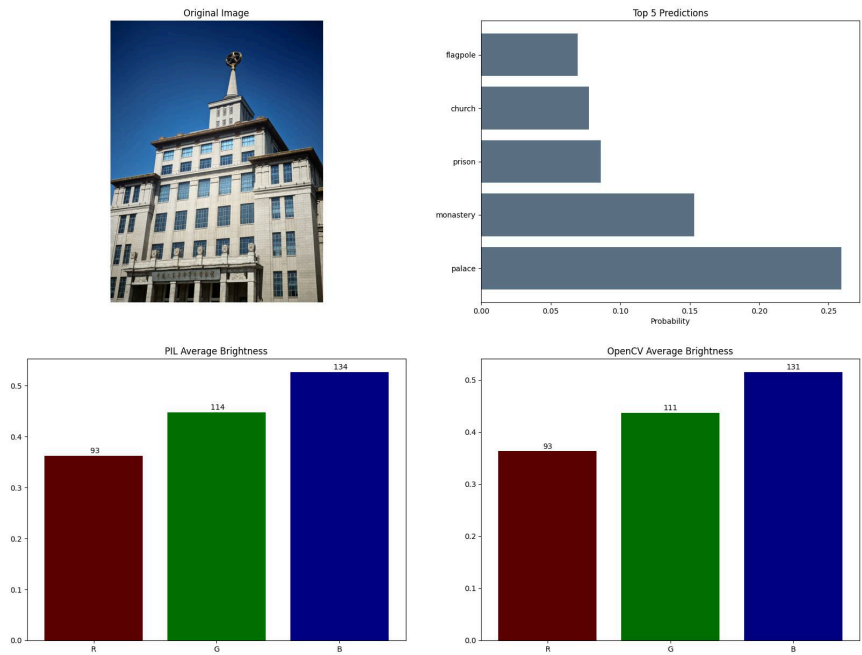 Original Image
Top 5 Predictions
flagpole
church
prison
monastery
palace
0.00 0.05 0.10 0.15 0.20 0.25
Probability
PIL Average Brightness
0.5
0.4
0.3
0.2
0.1
0.0
93
114
134
R G B
OpenCV Average Brightness
0.5
0.4
0.3
0.2
0.1
0.0
93
111
131
R G B